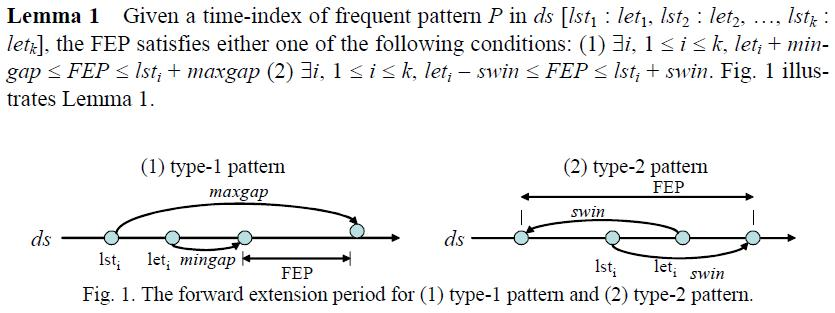 Lemma 1 Given a time-index of frequent pattern P in ds [lst₁ : let₁, lst₂ : let₂, …, lstₖ :
letₖ], the FEP satisfies either one of the following conditions: (1) ∃i, 1 ≤ i ≤ k, letᵢ + min-
gap ≤ FEP ≤ lstᵢ + maxgap (2) ∃i, 1 ≤ i ≤ k, letᵢ – swin ≤ FEP ≤ lstᵢ + swin. Fig. 1 illus-
trates Lemma 1.
(1) type-1 pattern
maxgap
ds
lstᵢ letᵢ mingap
FEP
(2) type-2 pattern
FEP
swin
ds
lstᵢ letᵢ swin
Fig. 1. The forward extension period for (1) type-1 pattern and (2) type-2 pattern.